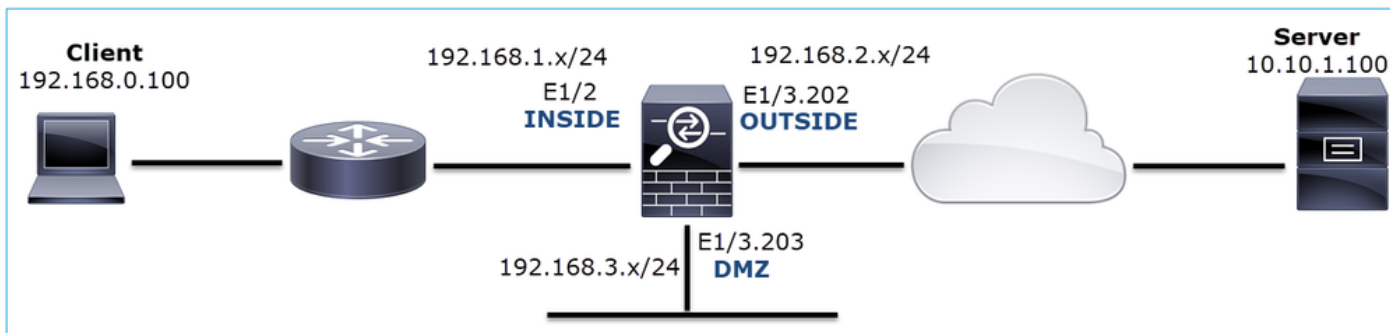 Client
192.168.0.100
192.168.1.x/24
E1/2
INSIDE
192.168.2.x/24
E1/3.202
OUTSIDE
Server
10.10.1.100
192.168.3.x/24
E1/3.203
DMZ